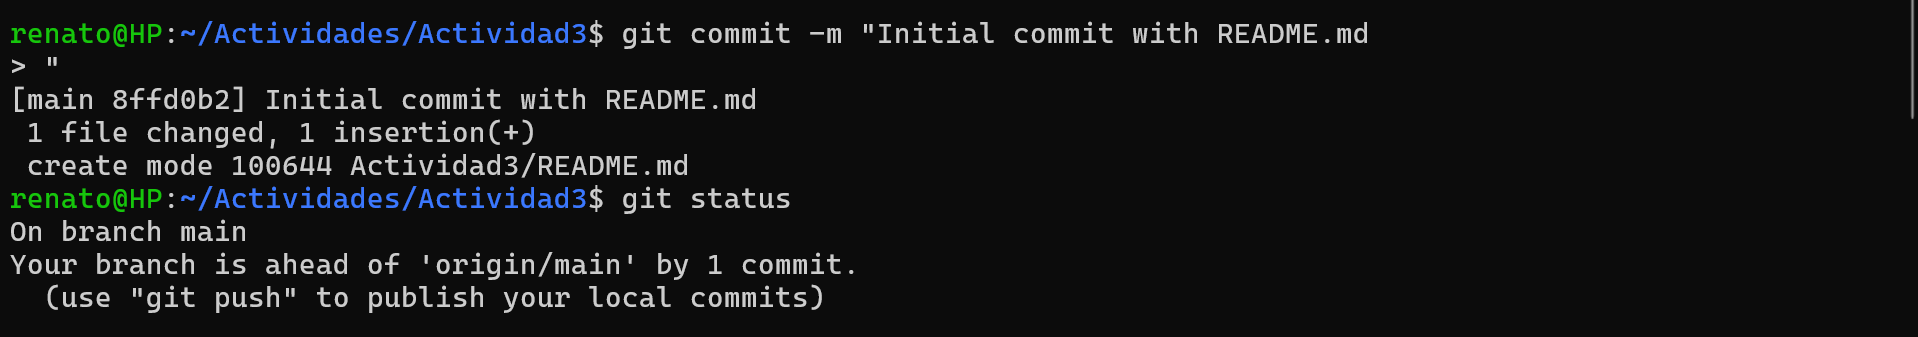 renato@HP:~/Actividades/Actividad3$ git commit -m "Initial commit with README.md
> "
[main 8ffd0b2] Initial commit with README.md
 1 file changed, 1 insertion(+)
 create mode 100644 Actividad3/README.md
renato@HP:~/Actividades/Actividad3$ git status
On branch main
Your branch is ahead of 'origin/main' by 1 commit.
  (use "git push" to publish your local commits)